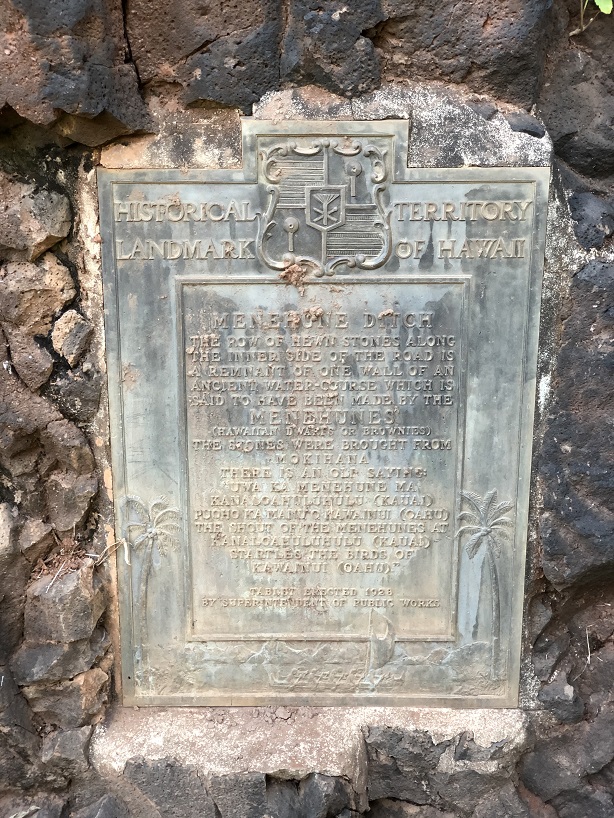 HISTORICAL TERRITORY
LANDMARK OF HAWAII
MENEHUNE DITCH
THE ROW OF HEWN STONES ALONG
THE INNER SIDE OF THE ROAD IS
A REMNANT OF ONE WALL OF AN
ANCIENT WATER-COURSE WHICH IS
SAID TO HAVE BEEN MADE BY THE
MENEHUNES
(HAWAIIAN DWARFS OR BROWNIES)
THE STONES WERE BROUGHT FROM
MOKIHANA
THERE IS AN OLD SAYING:
"UWA KA MENEHUNE MA
KANALOAHULUHULU (KAUAI)
PUOHO KA MANU O KAWAINUI (OAHU)
THE SHOUT OF THE MENEHUNES AT
KANALOAHULUHULU (KAUAI)
STARTLES THE BIRDS OF
KAWAINUI (OAHU)."
TABLET ERECTED 1928
BY SUPERINTENDENT OF PUBLIC WORKS